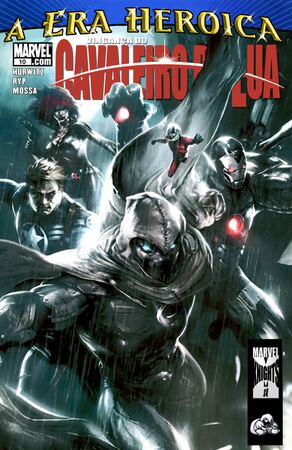 A ERA HEROICA
MARVEL
10 .com
VINGANÇA DO
CAVALEIRO DA LUA
HURWITZ
RYP
MOSSA
MARVEL
KNIGHTS